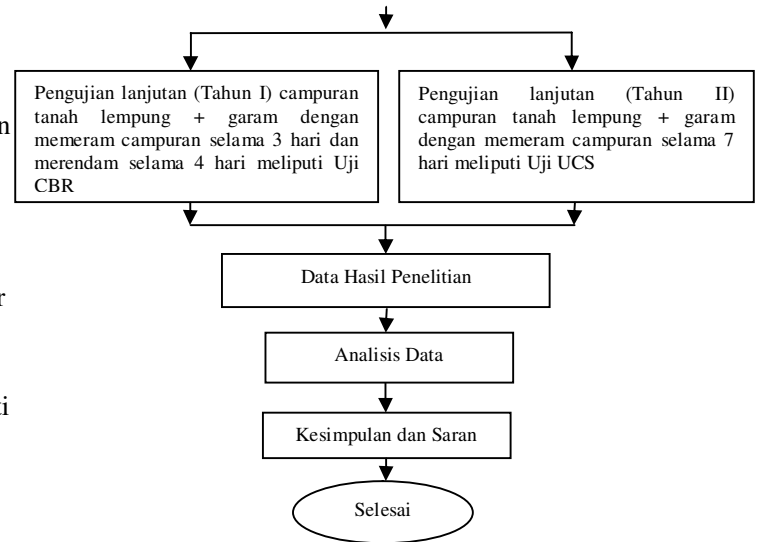 Pengujian lanjutan (Tahun I) campuran
tanah lempung + garam dengan
memeram campuran selama 3 hari dan
merendam selama 4 hari meliputi Uji
CBR
Pengujian lanjutan (Tahun II)
campuran tanah lempung + garam
dengan memeram campuran selama 7
hari meliputi Uji UCS
n
r
ti
Data Hasil Penelitian
Analisis Data
Kesimpulan dan Saran
Selesai